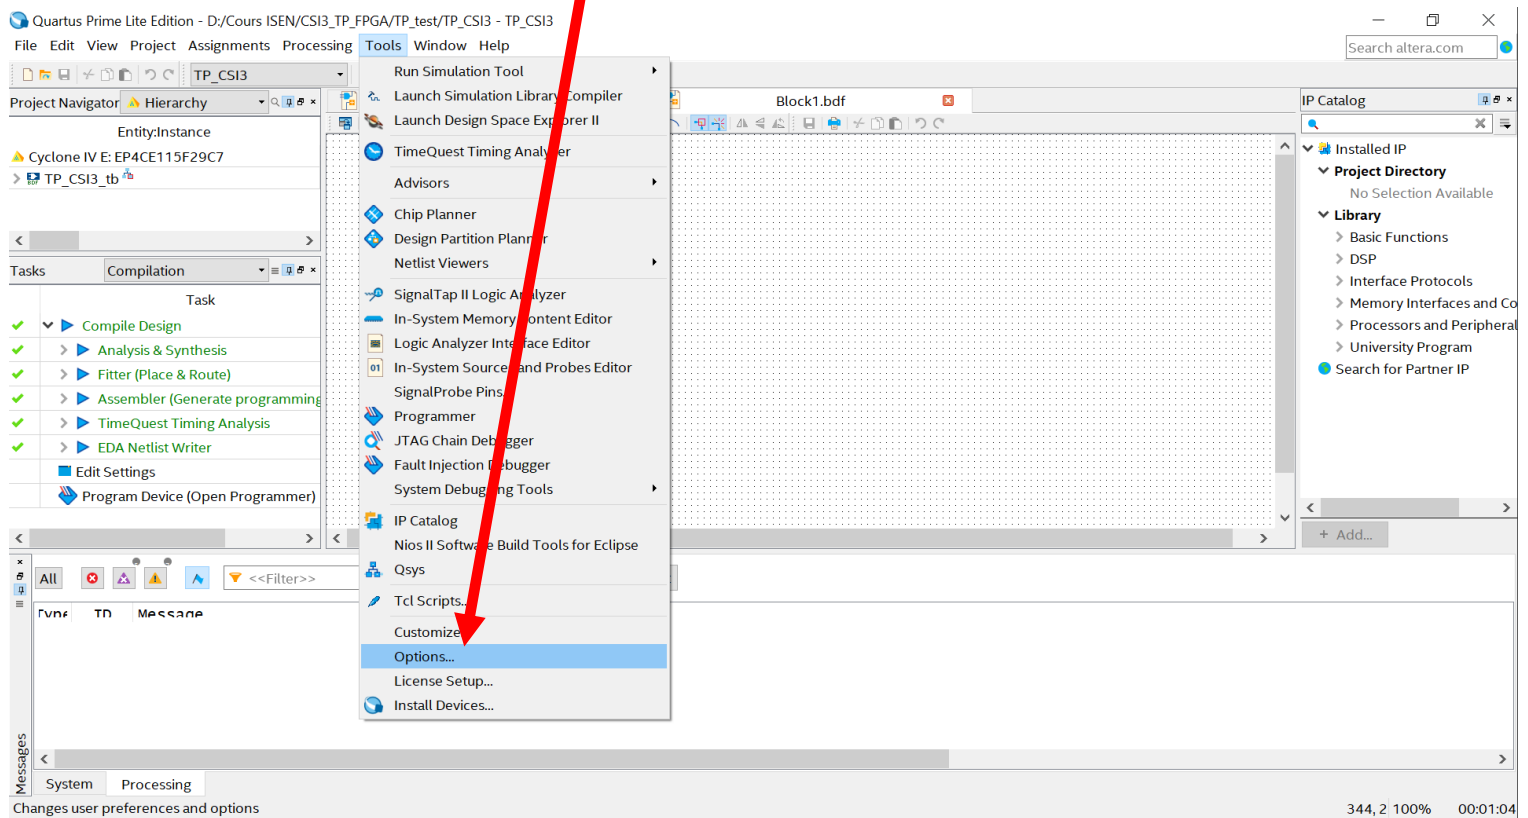 Quartus Prime Lite Edition - D:/Cours ISEN/CSI3_TP_FPGA/TP_test/TP_CSI3 - TP_CSI3
File Edit View Project Assignments Processing Tools Window Help
Search altera.com
TP_CSI3
Project Navigator
Hierarchy
Entity:Instance
Cyclone IV E: EP4CE115F29C7
TP_CSI3_tb
Tasks
Compilation
Task
Compile Design
Analysis & Synthesis
Fitter (Place & Route)
Assembler (Generate programming
TimeQuest Timing Analysis
EDA Netlist Writer
Edit Settings
Program Device (Open Programmer)
Run Simulation Tool
Launch Simulation Library Compiler
Launch Design Space Explorer II
TimeQuest Timing Analyzer
Advisors
Chip Planner
Design Partition Planner
Netlist Viewers
SignalTap II Logic Analyzer
In-System Memory Content Editor
Logic Analyzer Interface Editor
In-System Sources and Probes Editor
SignalProbe Pins
Programmer
JTAG Chain Debugger
Fault Injection Debugger
System Debugging Tools
IP Catalog
Nios II Software Build Tools for Eclipse
Qsys
Tcl Scripts..
Customize
Options...
License Setup...
Install Devices...
Block1.bdf
IP Catalog
Installed IP
Project Directory
No Selection Available
Library
Basic Functions
DSP
Interface Protocols
Memory Interfaces and Co
Processors and Peripheral
University Program
Search for Partner IP
+ Add...
All
<<Filter>>
Type ID Message
Messages
System Processing
Changes user preferences and options
344, 2 100% 00:01:04